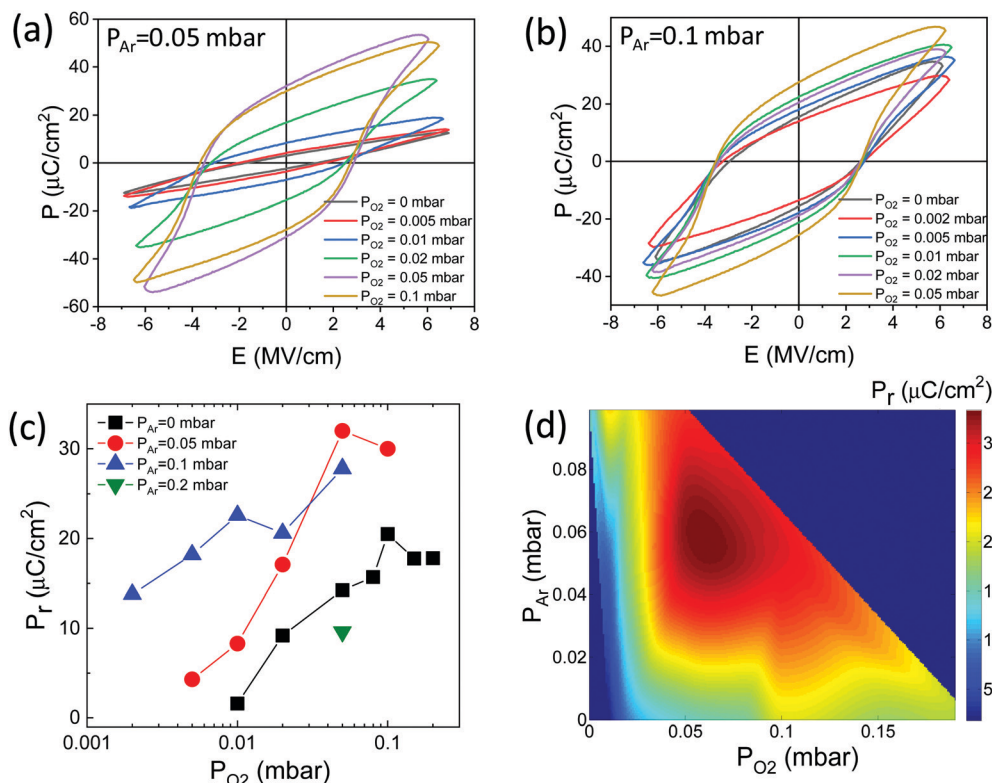 (a)
P_Ar=0.05 mbar
P (μC/cm²)
60
40
20
0
-20
-40
-60
P_O2 = 0 mbar
P_O2 = 0.005 mbar
P_O2 = 0.01 mbar
P_O2 = 0.02 mbar
P_O2 = 0.05 mbar
P_O2 = 0.1 mbar
-8 -6 -4 -2 0 2 4 6 8
E (MV/cm)
(b)
P_Ar=0.1 mbar
P (μC/cm²)
40
20
0
-20
-40
P_O2 = 0 mbar
P_O2 = 0.002 mbar
P_O2 = 0.005 mbar
P_O2 = 0.01 mbar
P_O2 = 0.02 mbar
P_O2 = 0.05 mbar
-8 -6 -4 -2 0 2 4 6 8
E (MV/cm)
(c)
P_Ar=0 mbar
P_Ar=0.05 mbar
P_Ar=0.1 mbar
P_Ar=0.2 mbar
P_r (μC/cm²)
30
20
10
0
0.001 0.01 0.1
P_O2 (mbar)
(d)
P_r (μC/cm²)
P_Ar (mbar)
0.08
0.06
0.04
0.02
0
0.05 0.1 0.15
P_O2 (mbar)
3
2
2
1
1
5